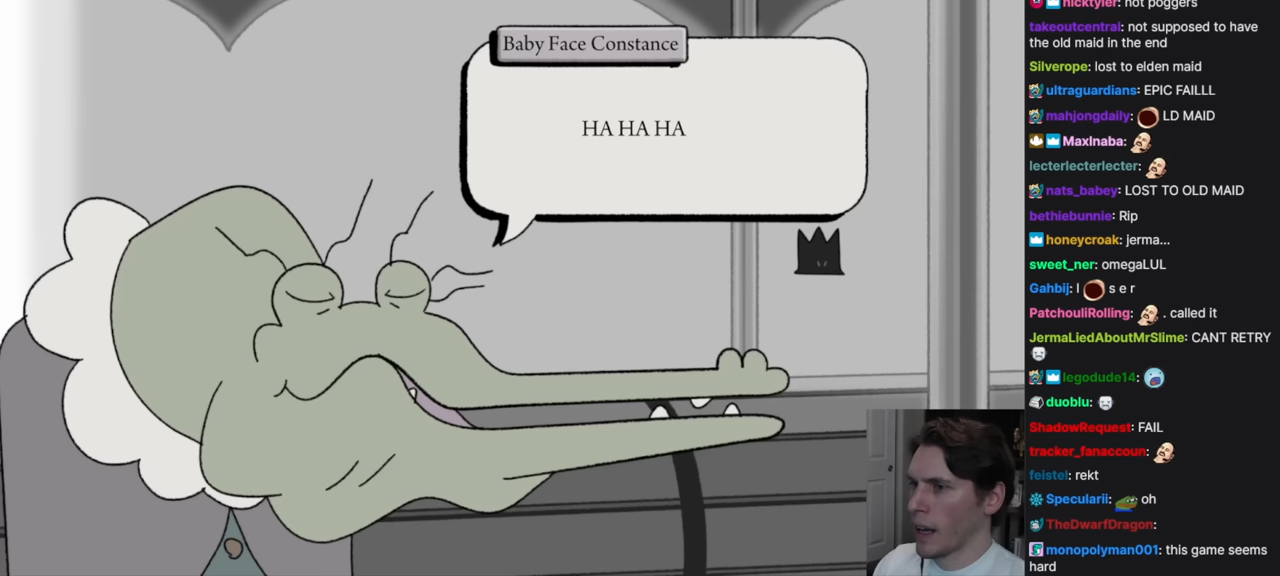 Baby Face Constance
HA HA HA
nicktyler: not poggers
takeoutcentral: not supposed to have
the old maid in the end
Silverope: lost to elden maid
ultraguardians: EPIC FAILLL
mahjongdaily: LD MAID
MaxInaba:
lecterlecterlecter:
nats_babey: LOST TO OLD MAID
bethiebunnie: Rip
honeycroak: jerma...
sweet_ner: omegaLUL
Gahbij: l s e r
PatchouliRolling: . called it
JermaLiedAboutMrSlime: CANT RETRY
legodude14:
duoblu:
ShadowRequest: FAIL
tracker_fanaccoun:
feistel: rekt
Specularii: oh
TheDwarfDragon:
monopolyman001: this game seems
hard